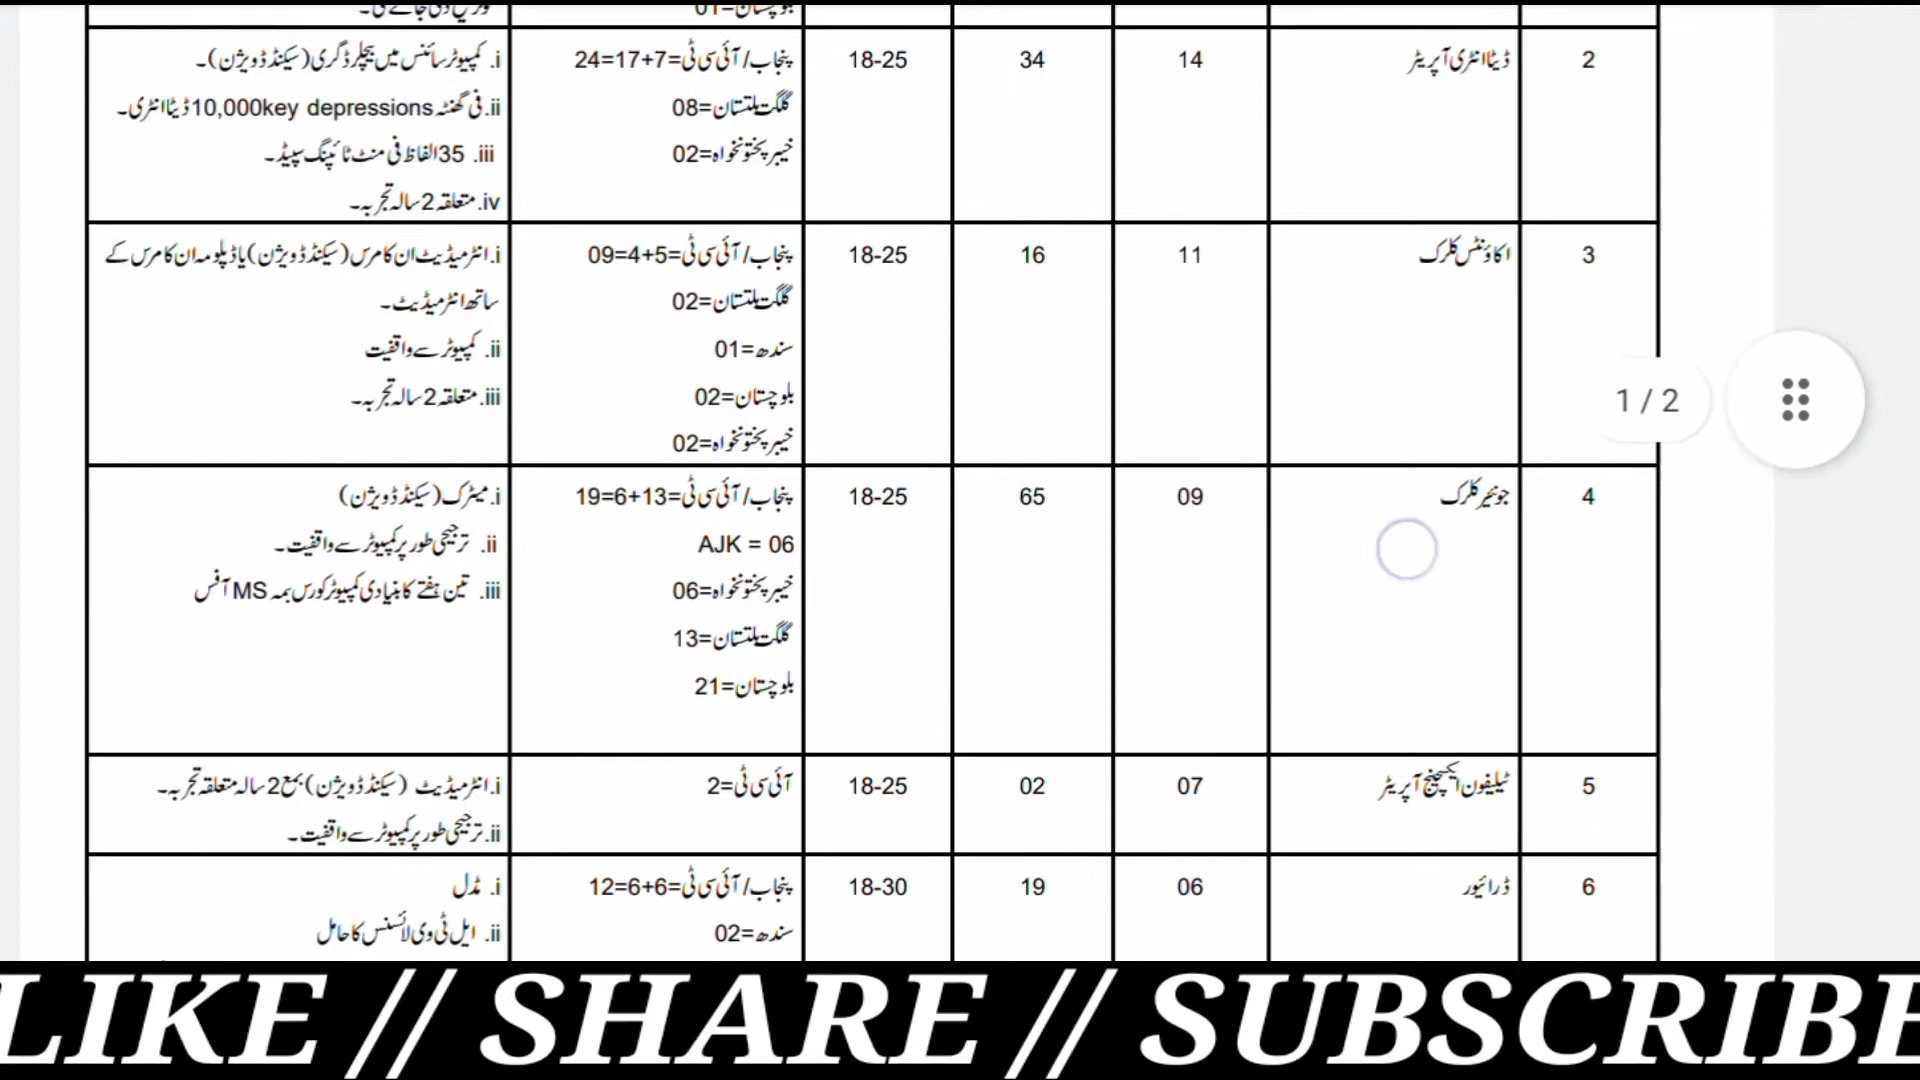 بلوچستان=01
2 ڈیٹا انٹری آپریٹر 14 34 18-25 پنجاب/آئی سی ٹی=7+17=24 i. کمپیوٹر سائنس میں بیچلر ڈگری (سیکنڈ ڈویژن)۔
گلگت بلتستان=08 ii. فی گھنٹہ 10,000key depressions ڈیٹا انٹری۔
خیبر پختونخواہ=02 iii. 35 الفاظ فی منٹ ٹائپنگ سپیڈ۔
iv. متعلقہ 2 سالہ تجربہ۔
3 اکاؤنٹس کلرک 11 16 18-25 پنجاب/آئی سی ٹی=5+4=09 i. انٹرمیڈیٹ ان کامرس (سیکنڈ ڈویژن) یا ڈپلومہ ان کامرس کے
گلگت بلتستان=02 ساتھ انٹرمیڈیٹ۔
سندھ=01 ii. کمپیوٹر سے واقفیت
بلوچستان=02 iii. متعلقہ 2 سالہ تجربہ۔
خیبر پختونخواہ=02
4 جونیئر کلرک 09 65 18-25 پنجاب/آئی سی ٹی=13+6=19 i. میٹرک (سیکنڈ ڈویژن)
AJK = 06 ii. ترجیحی طور پر کمپیوٹر سے واقفیت۔
خیبر پختونخواہ=06 iii. تین ہفتے کا بنیادی کمپیوٹر کورس بمہ MS آفس
گلگت بلتستان=13
بلوچستان=21
5 ٹیلیفون ایکسچینج آپریٹر 07 02 18-25 آئی سی ٹی=2 i. انٹرمیڈیٹ (سیکنڈ ڈویژن) بمع 2 سالہ متعلقہ تجربہ۔
ii. ترجیحی طور پر کمپیوٹر سے واقفیت۔
6 ڈرائیور 06 19 18-30 پنجاب/آئی سی ٹی=6+6=12 i. مڈل
سندھ=02 ii. ایل ٹی وی لائسنس کا حامل
1 / 2
LIKE // SHARE // SUBSCRIBE